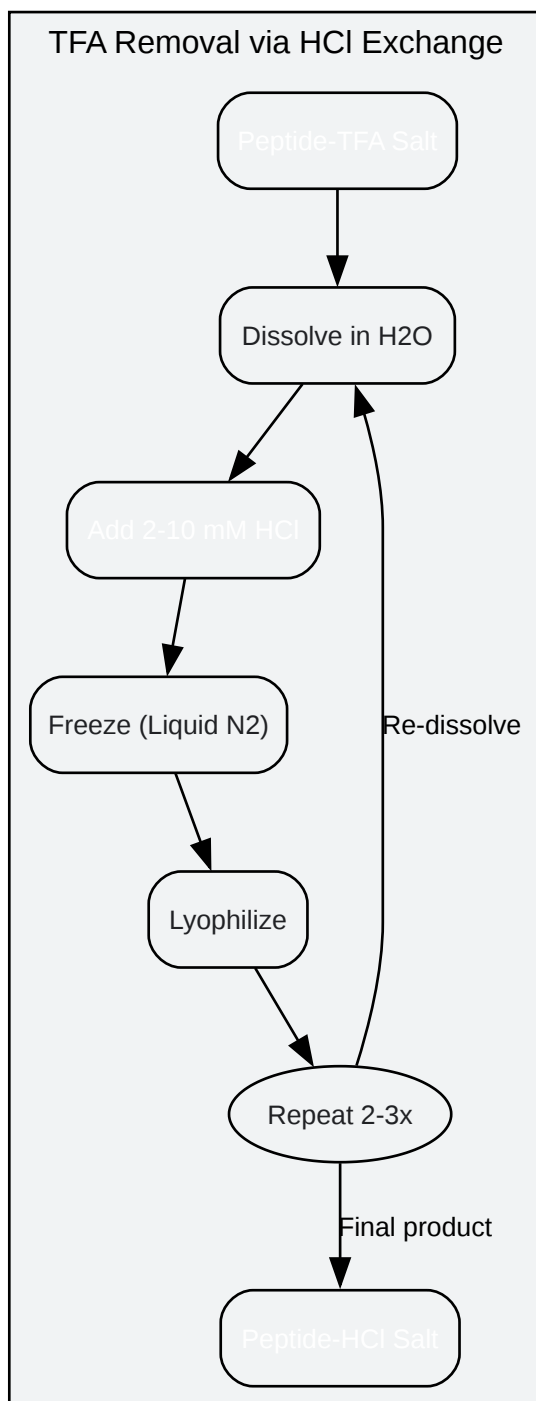 TFA Removal via HCl Exchange
Peptide-TFA Salt
Dissolve in H2O
Add 2-10 mM HCl
Freeze (Liquid N2)
Re-dissolve
Lyophilize
Repeat 2-3x
Final product
Peptide-HCl Salt